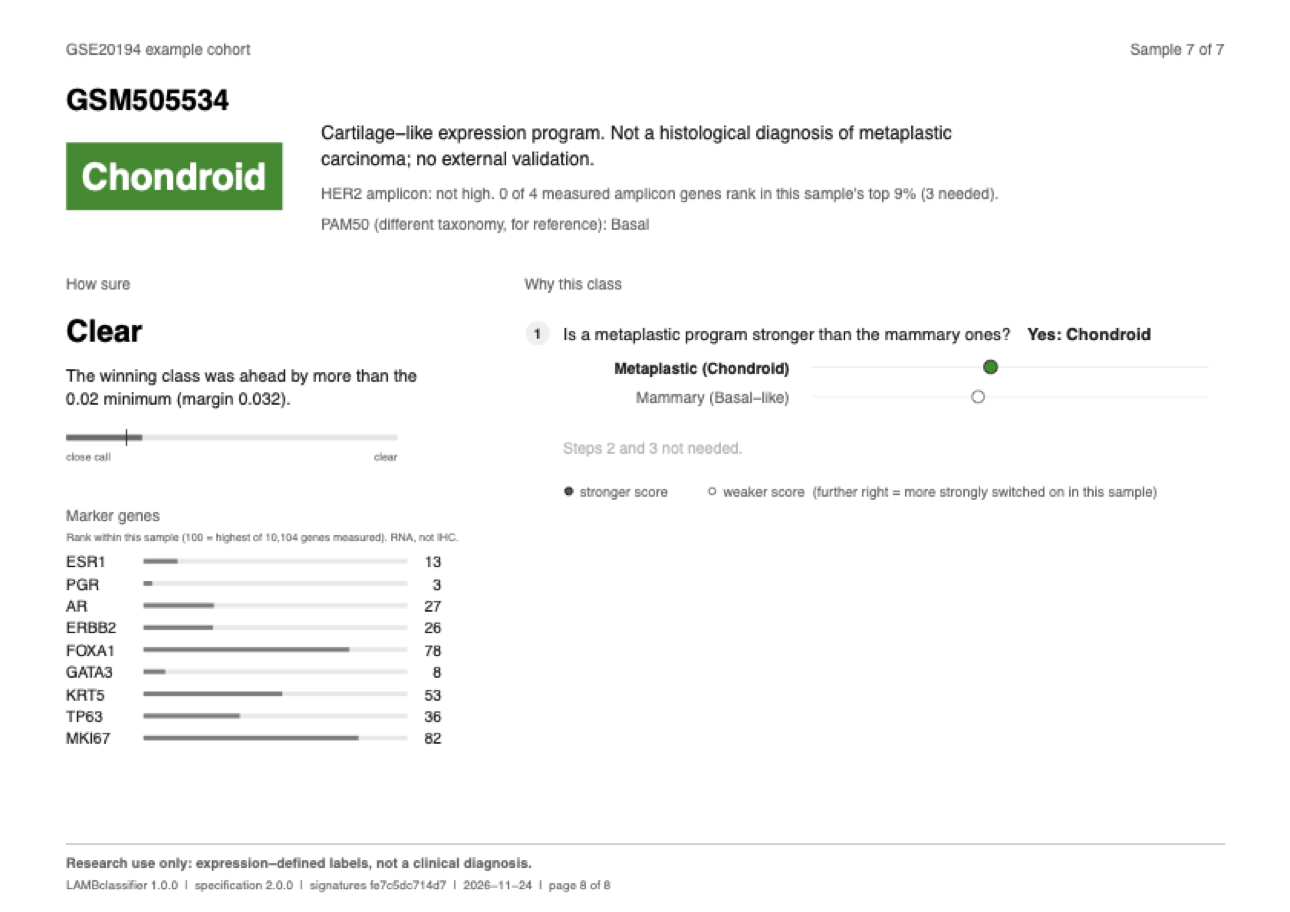 GSE20194 example cohort
Sample 7 of 7
GSM505534
Chondroid
Cartilage–like expression program. Not a histological diagnosis of metaplastic
carcinoma; no external validation.
HER2 amplicon: not high. 0 of 4 measured amplicon genes rank in this sample's top 9% (3 needed).
PAM50 (different taxonomy, for reference): Basal
How sure
Clear
The winning class was ahead by more than the
0.02 minimum (margin 0.032).
close call
clear
Marker genes
Rank within this sample (100 = highest of 10,104 genes measured). RNA, not IHC.
ESR1 13
PGR 3
AR 27
ERBB2 26
FOXA1 78
GATA3 8
KRT5 53
TP63 36
MKI67 82
Why this class
1 Is a metaplastic program stronger than the mammary ones? Yes: Chondroid
Metaplastic (Chondroid)
Mammary (Basal–like)
Steps 2 and 3 not needed.
stronger score weaker score (further right = more strongly switched on in this sample)
Research use only: expression–defined labels, not a clinical diagnosis.
LAMBclassifier 1.0.0 | specification 2.0.0 | signatures fe7c5dc714d7 | 2026–11–24 | page 8 of 8